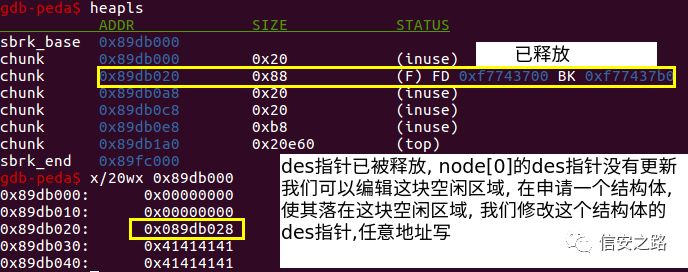 gdb-peda$ heapls
ADDR SIZE STATUS
sbrk_base 0x89db000
chunk 0x89db000 0x20 (inuse) 已释放
chunk 0x89db020 0x88 (F) FD 0xf7743700 BK 0xf77437b0
chunk 0x89db0a8 0x20 (inuse)
chunk 0x89db0c8 0x20 (inuse)
chunk 0x89db0e8 0xb8 (inuse)
chunk 0x89db1a0 0x20e60 (top)
sbrk_end 0x89fc000
gdb-peda$ x/20wx 0x89db000
0x89db000: 0x00000000
0x89db010: 0x00000000
0x89db020: 0x089db028
0x89db030: 0x41414141
0x89db040: 0x41414141
des指针已被释放, node[0]的des指针没有更新
我们可以编辑这块空闲区域, 在申请一个结构体,
使其落在这块空闲区域, 我们修改这个结构体的
des指针,任意地址写
信安之路